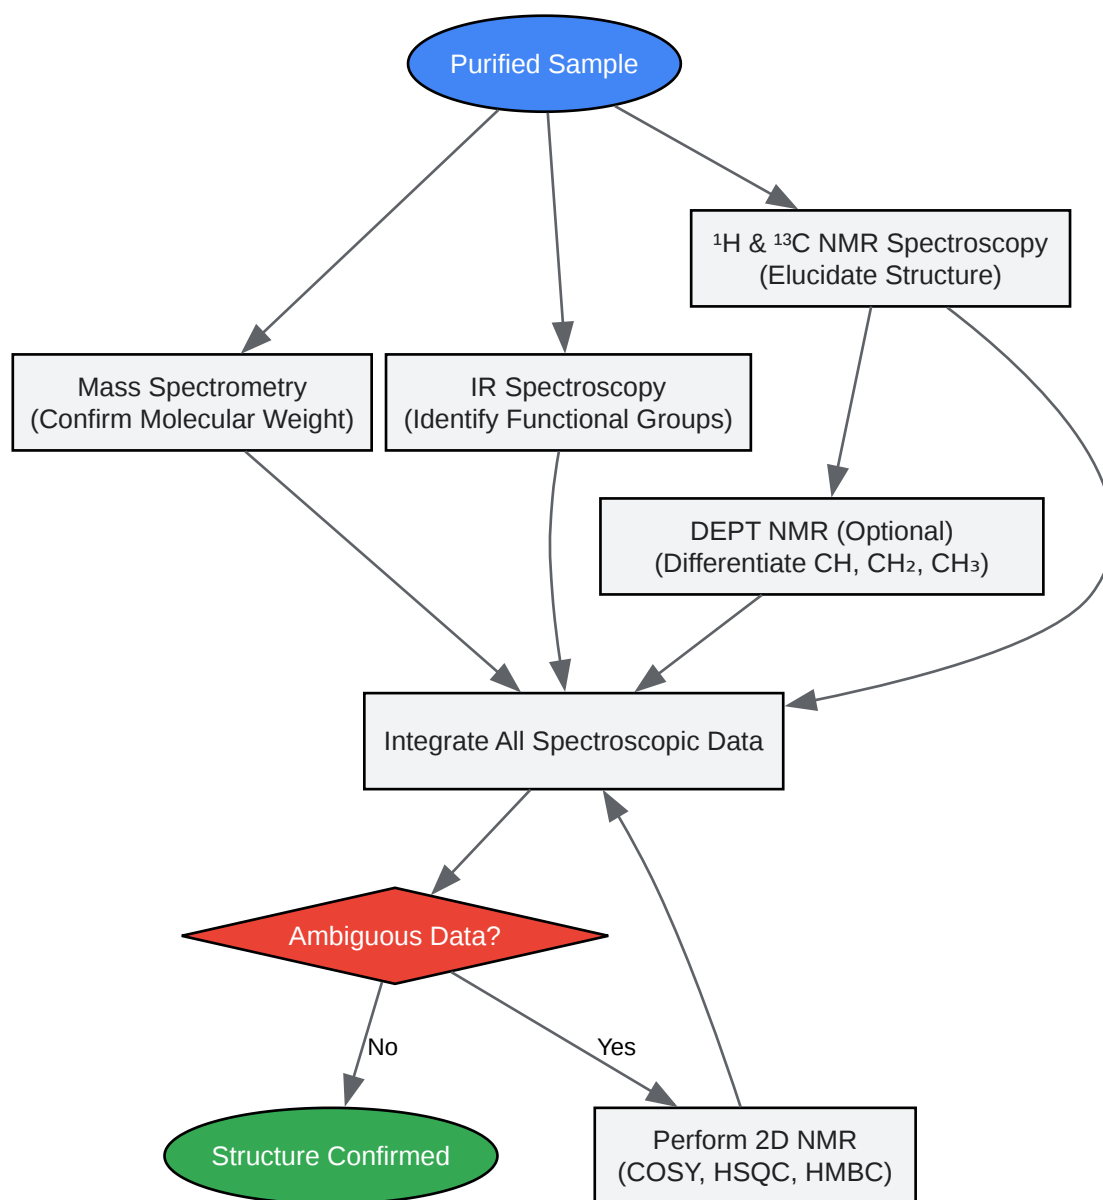 Purified Sample
¹H & ¹³C NMR Spectroscopy
(Elucidate Structure)
Mass Spectrometry
(Confirm Molecular Weight)
IR Spectroscopy
(Identify Functional Groups)
DEPT NMR (Optional)
(Differentiate CH, CH₂, CH₃)
Integrate All Spectroscopic Data
Ambiguous Data?
No
Yes
Structure Confirmed
Perform 2D NMR
(COSY, HSQC, HMBC)